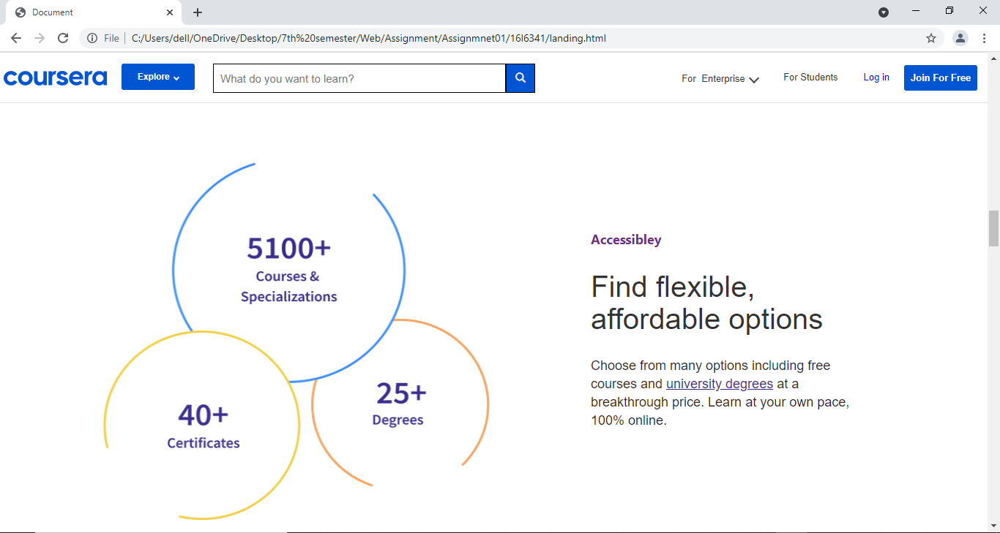 Document
File
C:/Users/dell/OneDrive/Desktop/7th%20semester/Web/Assignment/Assignmnet01/16l6341/landing.html
coursera
Explore
What do you want to learn?
For Enterprise
For Students
Log in
Join For Free
5100+
Courses &
Specializations
40+
Certificates
25+
Degrees
Accessibley
Find flexible,
affordable options
Choose from many options including free
courses and university degrees at a
breakthrough price. Learn at your own pace,
100% online.